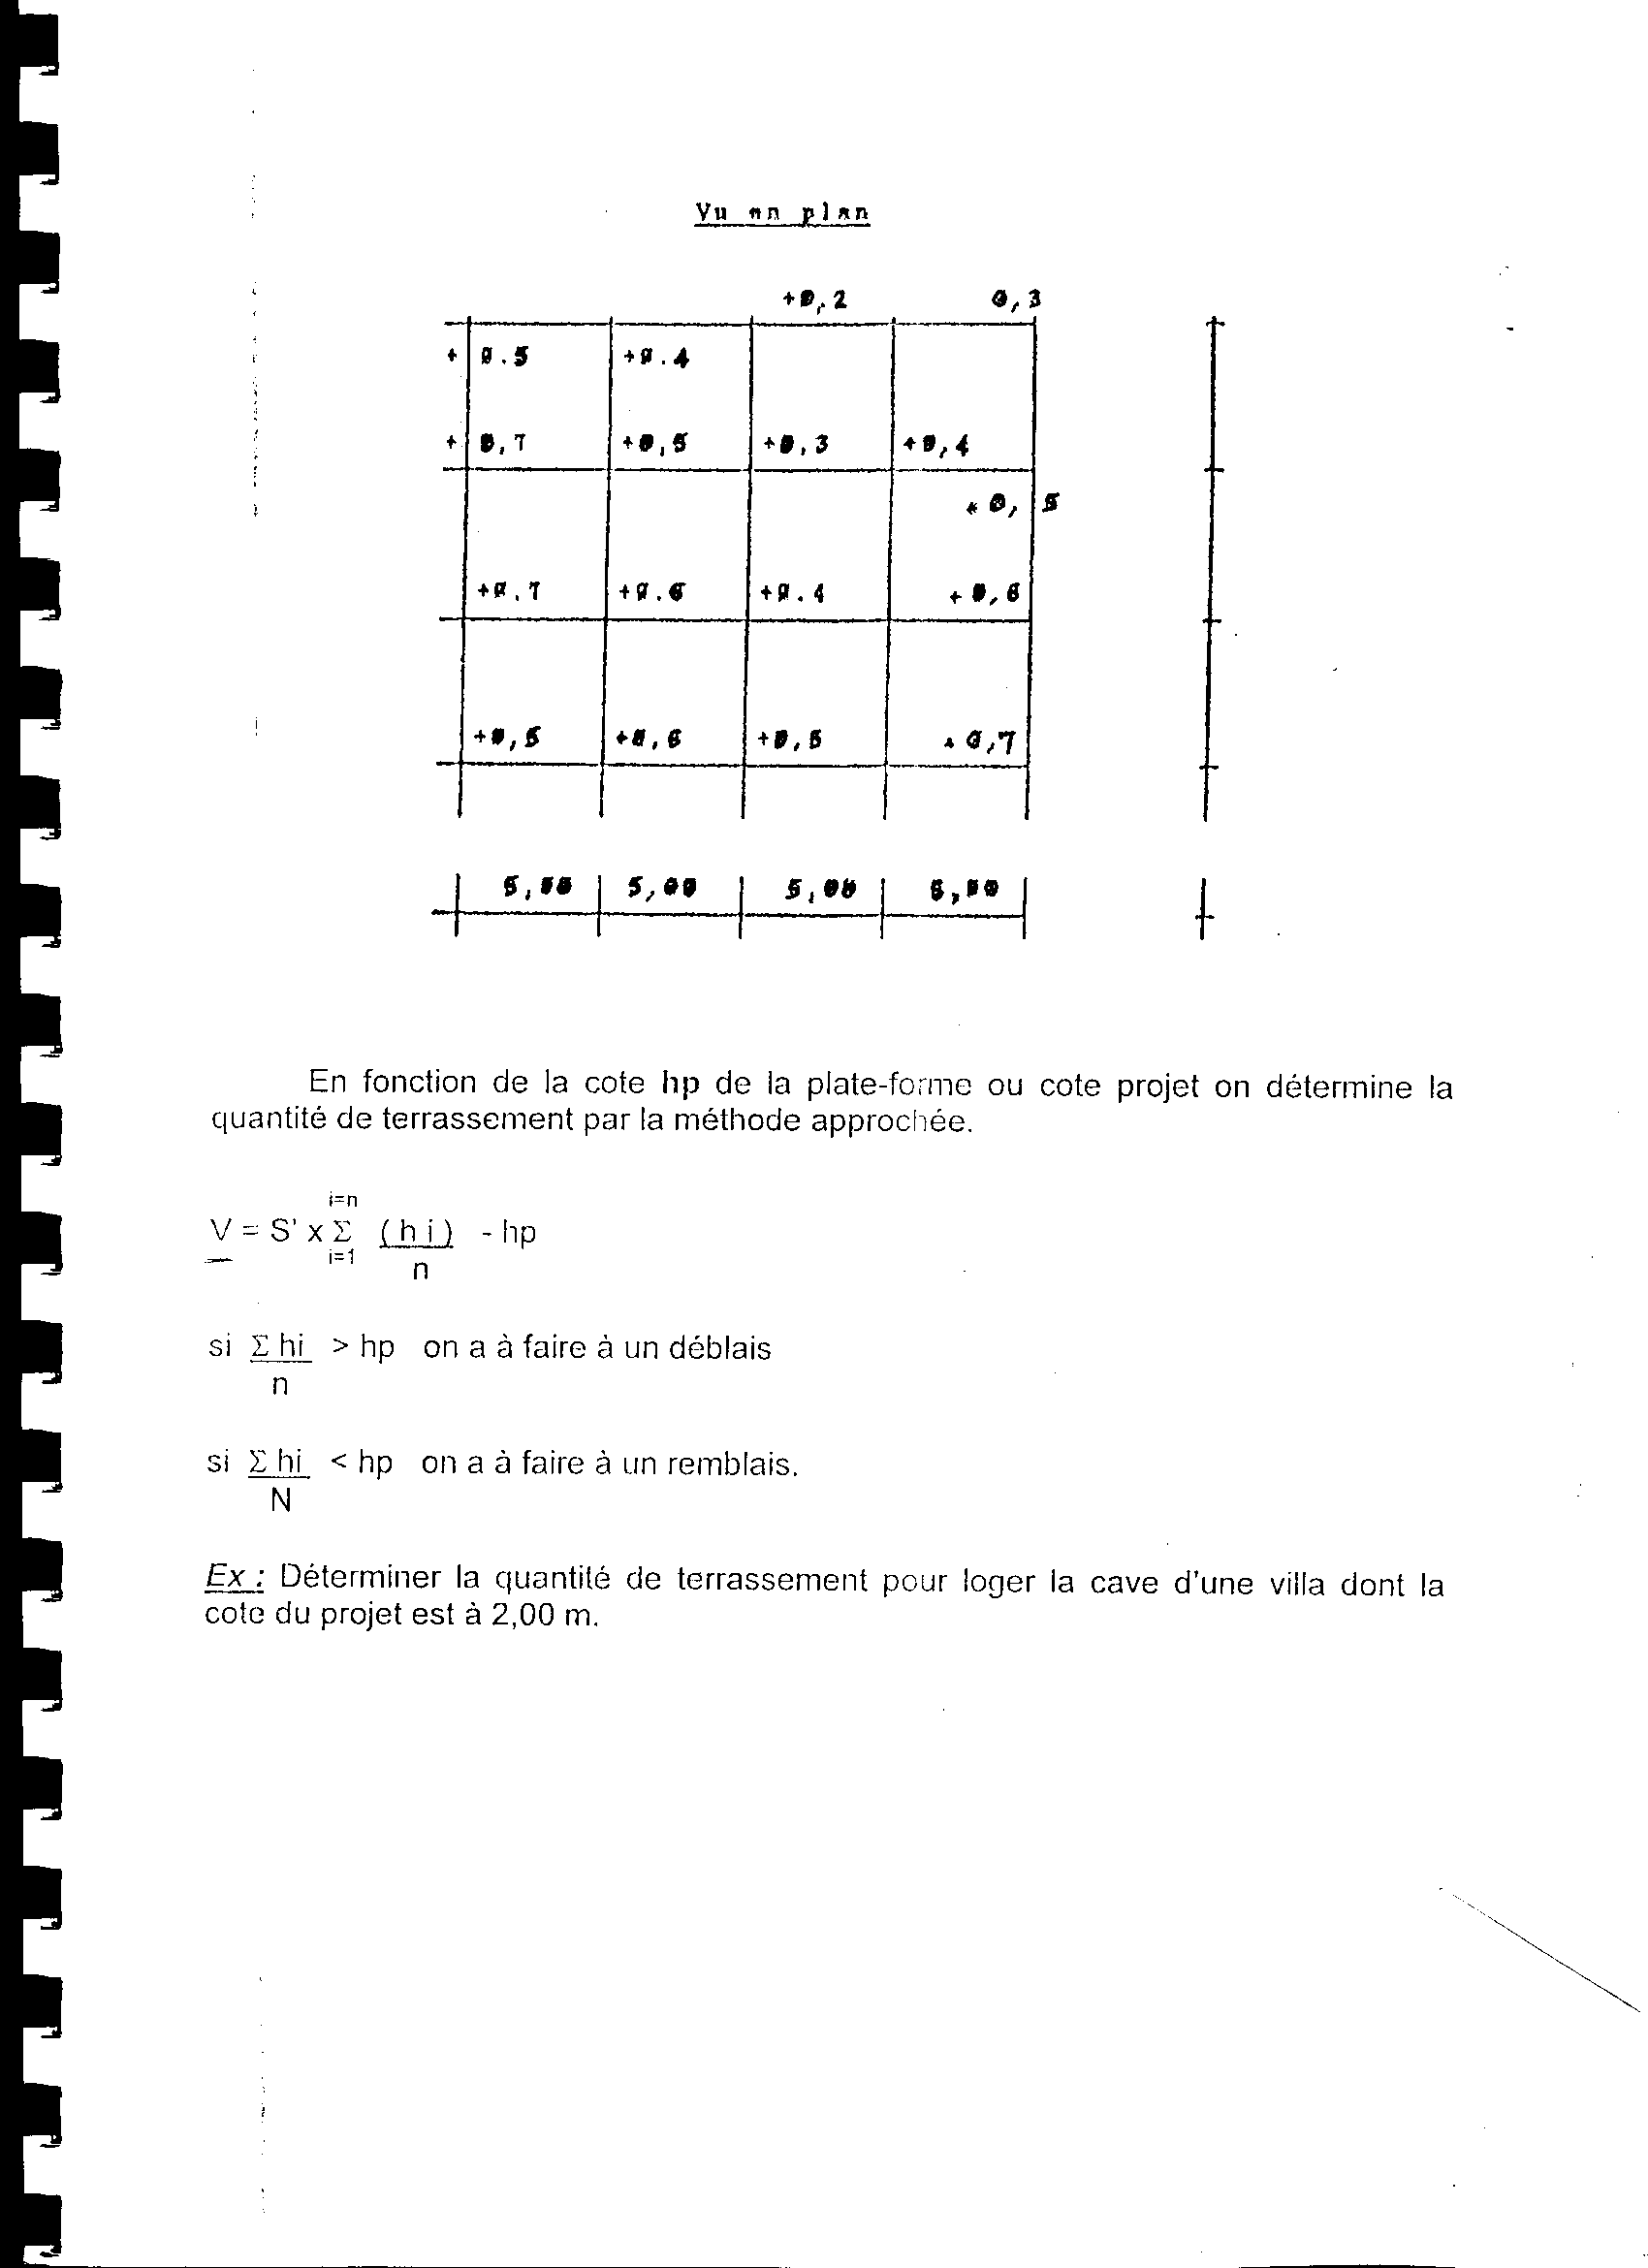 Vu en plan
+0,2 0,3
+ 0.5 +0.4
+ 0,7 +0,5 +0,3 +0,4
+ 0, 5
+0.7 +0.6 +0.4 + 0,6
+0,5 +0,6 +0,5 0,7
5,00 5,00 5,00 5,00
En fonction de la cote hp de la plate-forme ou cote projet on détermine la
quantité de terrassement par la méthode approchée.
i=n
V = S' x Σ (h i) - hp
i=1 n
si Σ hi > hp on a à faire à un déblais
n
si Σ hi < hp on a à faire à un remblais.
N
Ex : Déterminer la quantité de terrassement pour loger la cave d'une villa dont la
cote du projet est à 2,00 m.